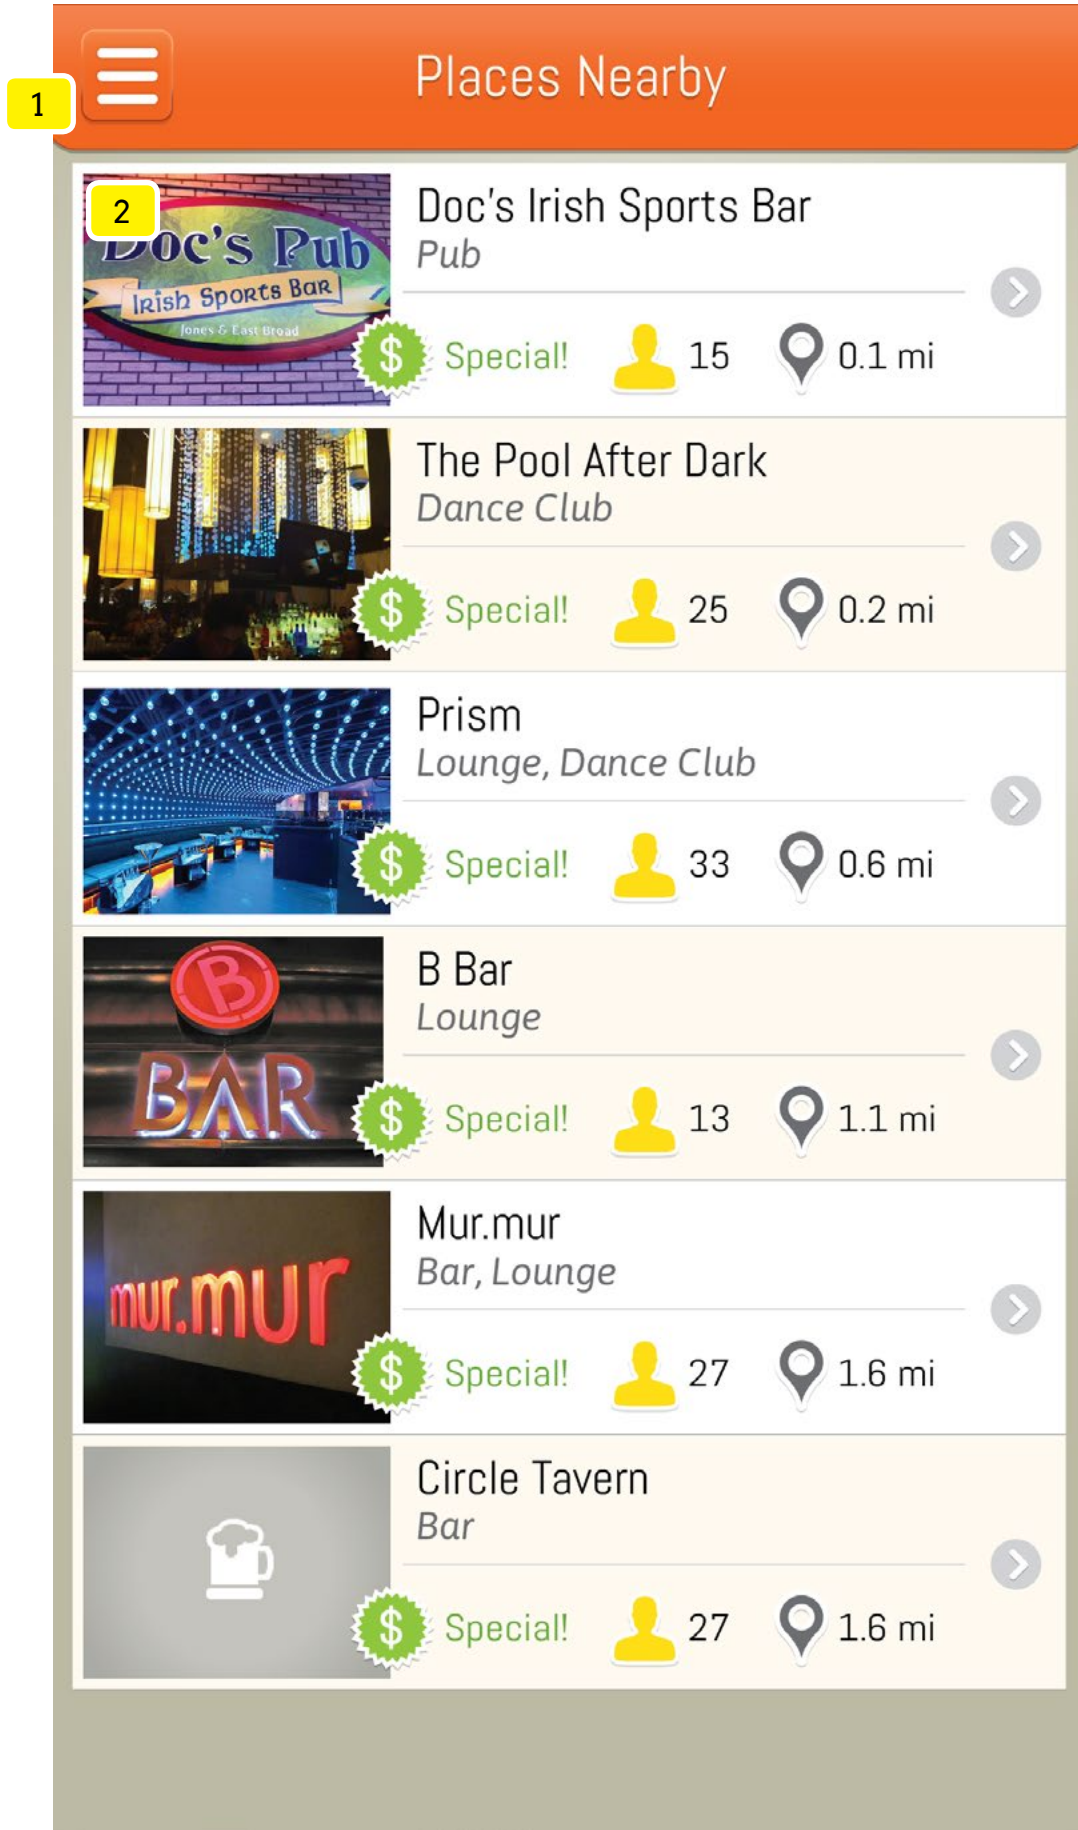 Places Nearby
1
2
Doc's Pub
Irish Sports Bar
Jones & East Broad
Doc's Irish Sports Bar
Pub
$ Special! 15 0.1 mi
The Pool After Dark
Dance Club
$ Special! 25 0.2 mi
Prism
Lounge, Dance Club
$ Special! 33 0.6 mi
B
BAR
B Bar
Lounge
$ Special! 13 1.1 mi
mur.mur
Mur.mur
Bar, Lounge
$ Special! 27 1.6 mi
Circle Tavern
Bar
$ Special! 27 1.6 mi